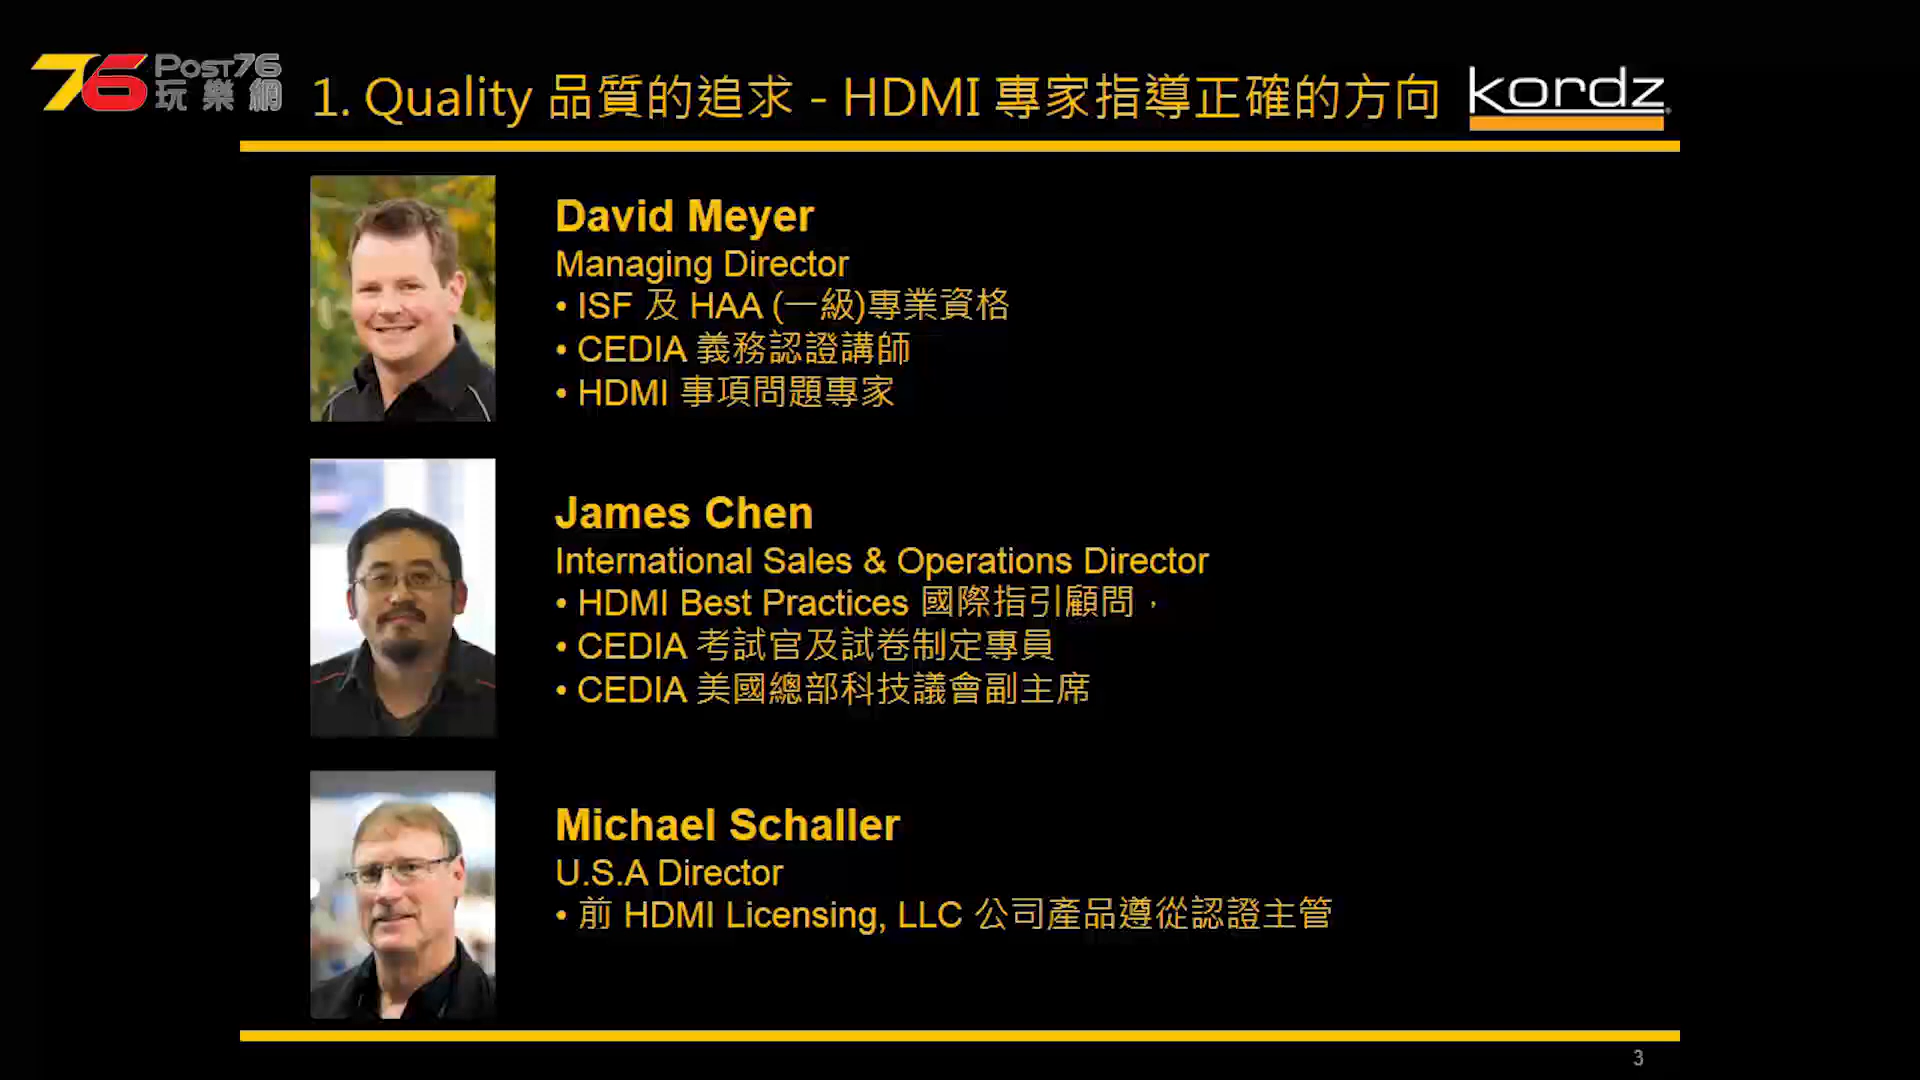 76 Post76
玩樂網
1. Quality 品質的追求 - HDMI 專家指導正確的方向
kordz
David Meyer
Managing Director
• ISF 及 HAA (一級)專業資格
• CEDIA 義務認證講師
• HDMI 事項問題專家
James Chen
International Sales & Operations Director
• HDMI Best Practices 國際指引顧問，
• CEDIA 考試官及試卷制定專員
• CEDIA 美國總部科技議會副主席
Michael Schaller
U.S.A Director
• 前 HDMI Licensing, LLC 公司產品遵從認證主管
3